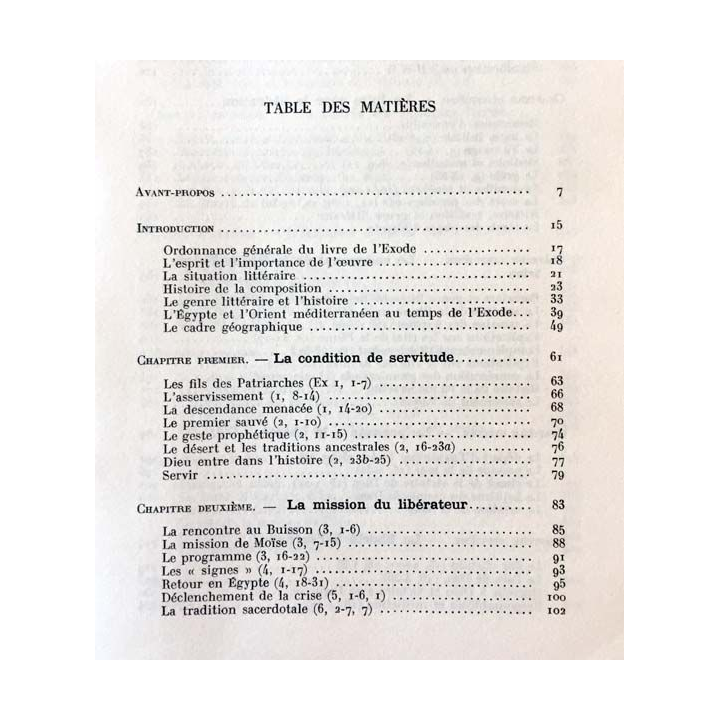 TABLE DES MATIÈRES
AVANT-PROPOS ........ 7
INTRODUCTION ........ 15
Ordonnance générale du livre de l'Exode ........ 17
L'esprit et l'importance de l'œuvre ........ 18
La situation littéraire ........ 21
Histoire de la composition ........ 23
Le genre littéraire et l'histoire ........ 33
L'Égypte et l'Orient méditerranéen au temps de l'Exode... 39
Le cadre géographique ........ 49
CHAPITRE PREMIER. — La condition de servitude ........ 61
Les fils des Patriarches (Ex 1, 1-7) ........ 63
L'asservissement (1, 8-14) ........ 66
La descendance menacée (1, 14-20) ........ 68
Le premier sauvé (2, 1-10) ........ 70
Le geste prophétique (2, 11-15) ........ 74
Le désert et les traditions ancestrales (2, 16-23a) ........ 76
Dieu entre dans l'histoire (2, 23b-25) ........ 77
Servir ........ 79
CHAPITRE DEUXIÈME. — La mission du libérateur ........ 83
La rencontre au Buisson (3, 1-6) ........ 85
La mission de Moïse (3, 7-15) ........ 88
Le programme (3, 16-22) ........ 91
Les « signes » (4, 1-17) ........ 93
Retour en Égypte (4, 18-31) ........ 95
Déclenchement de la crise (5, 1-6, 1) ........ 100
La tradition sacerdotale (6, 2-7, 7) ........ 102